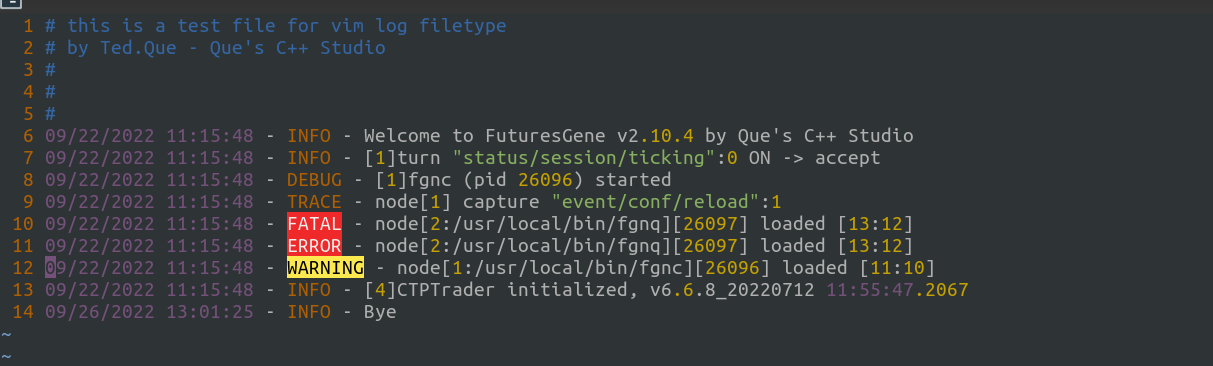 1 # this is a test file for vim log filetype
2 # by Ted.Que - Que's C++ Studio
3 #
4 #
5 #
6 09/22/2022 11:15:48 - INFO - Welcome to FuturesGene v2.10.4 by Que's C++ Studio
7 09/22/2022 11:15:48 - INFO - [1]turn "status/session/ticking":0 ON -> accept
8 09/22/2022 11:15:48 - DEBUG - [1]fgnc (pid 26096) started
9 09/22/2022 11:15:48 - TRACE - node[1] capture "event/conf/reload":1
10 09/22/2022 11:15:48 - FATAL - node[2:/usr/local/bin/fgnq][26097] loaded [13:12]
11 09/22/2022 11:15:48 - ERROR - node[2:/usr/local/bin/fgnq][26097] loaded [13:12]
12 09/22/2022 11:15:48 - WARNING - node[1:/usr/local/bin/fgnc][26096] loaded [11:10]
13 09/22/2022 11:15:48 - INFO - [4]CTPTrader initialized, v6.6.8_20220712 11:55:47.2067
14 09/26/2022 13:01:25 - INFO - Bye
~
~